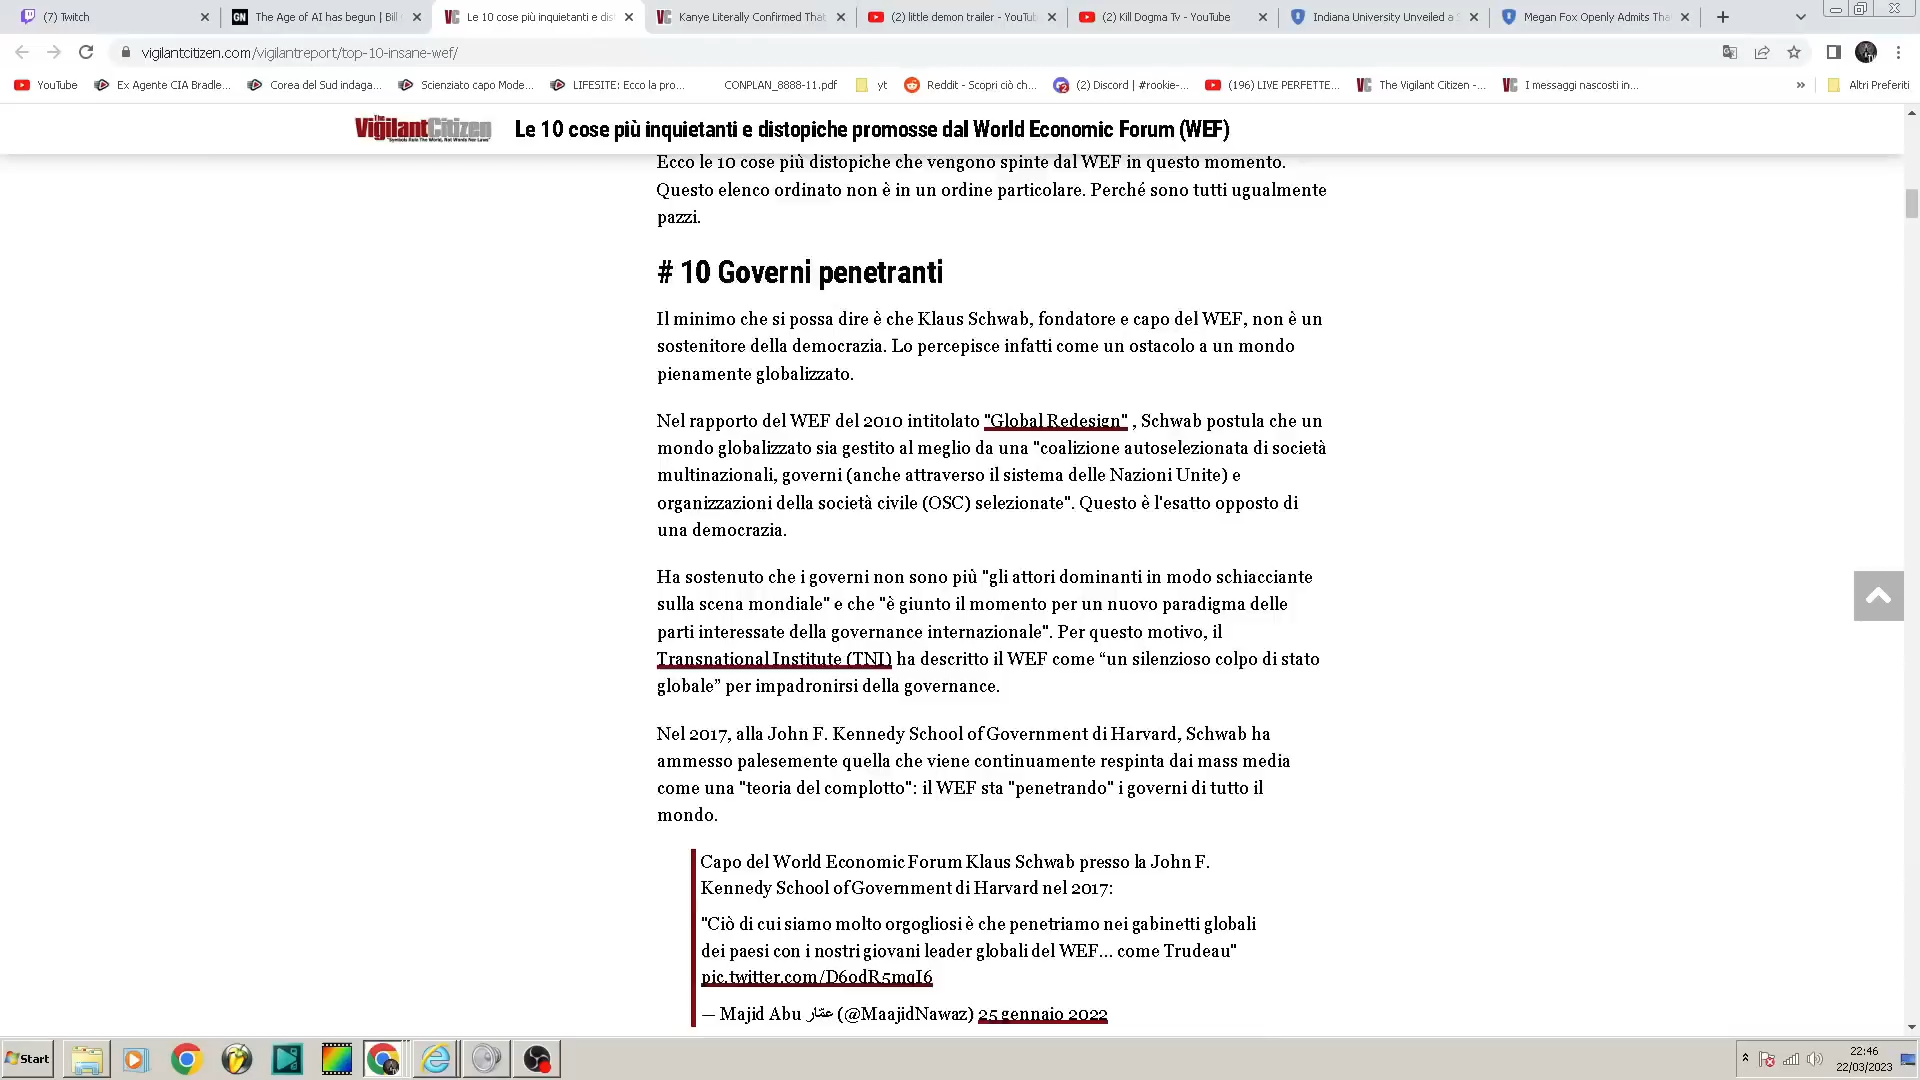 (7) Twitch
GN The Age of AI has begun | Bill
VC Le 10 cose più inquietanti e dis
VC Kanye Literally Confirmed That
(2) little demon trailer - YouTub
(2) Kill Dogma Tv - YouTube
Indiana University Unveiled a
Megan Fox Openly Admits Tha
vigilantcitizen.com/vigilantreport/top-10-insane-wef/
YouTube
Ex Agente CIA Bradle...
Corea del Sud indaga...
Scienziato capo Mode...
LIFESITE: Ecco la pro...
CONPLAN_8888-11.pdf
yt
Reddit - Scopri ciò ch...
(2) Discord | #rookie-...
(196) LIVE PERFETTE...
VC The Vigilant Citizen -...
VC I messaggi nascosti in...
»
Altri Preferiti
The VigilantCitizen
Le 10 cose più inquietanti e distopiche promosse dal World Economic Forum (WEF)
Ecco le 10 cose più distopiche che vengono spinte dal WEF in questo momento.
Questo elenco ordinato non è in un ordine particolare. Perché sono tutti ugualmente
pazzi.
# 10 Governi penetranti
Il minimo che si possa dire è che Klaus Schwab, fondatore e capo del WEF, non è un
sostenitore della democrazia. Lo percepisce infatti come un ostacolo a un mondo
pienamente globalizzato.
Nel rapporto del WEF del 2010 intitolato "Global Redesign" , Schwab postula che un
mondo globalizzato sia gestito al meglio da una "coalizione autoselezionata di società
multinazionali, governi (anche attraverso il sistema delle Nazioni Unite) e
organizzazioni della società civile (OSC) selezionate". Questo è l'esatto opposto di
una democrazia.
Ha sostenuto che i governi non sono più "gli attori dominanti in modo schiacciante
sulla scena mondiale" e che "è giunto il momento per un nuovo paradigma delle
parti interessate della governance internazionale". Per questo motivo, il
Transnational Institute (TNI) ha descritto il WEF come “un silenzioso colpo di stato
globale” per impadronirsi della governance.
Nel 2017, alla John F. Kennedy School of Government di Harvard, Schwab ha
ammesso palesemente quella che viene continuamente respinta dai mass media
come una "teoria del complotto": il WEF sta "penetrando" i governi di tutto il
mondo.
Capo del World Economic Forum Klaus Schwab presso la John F.
Kennedy School of Government di Harvard nel 2017:
"Ciò di cui siamo molto orgogliosi è che penetriamo nei gabinetti globali
dei paesi con i nostri giovani leader globali del WEF… come Trudeau"
pic.twitter.com/D6odR5mqI6
— Majid Abu عمّار (@MaajidNawaz) 25 gennaio 2022
Start
22:46
22/03/2023